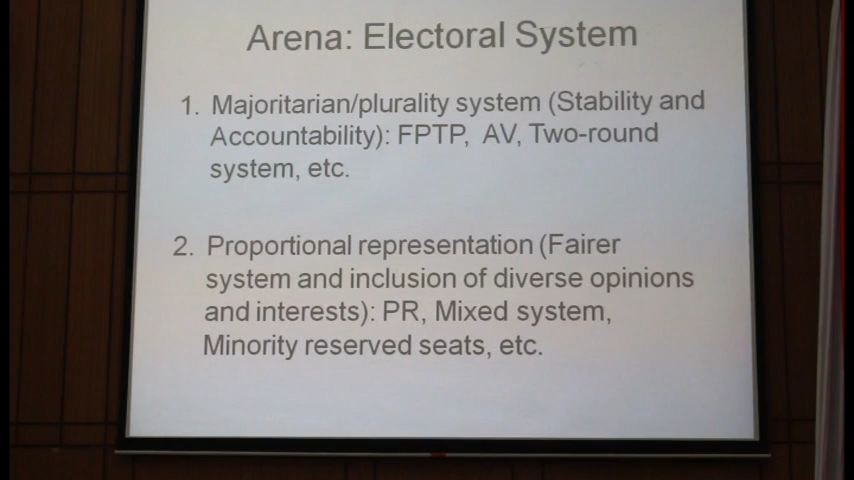 Arena: Electoral System
1. Majoritarian/plurality system (Stability and
Accountability): FPTP, AV, Two-round
system, etc.
2. Proportional representation (Fairer
system and inclusion of diverse opinions
and interests): PR, Mixed system,
Minority reserved seats, etc.